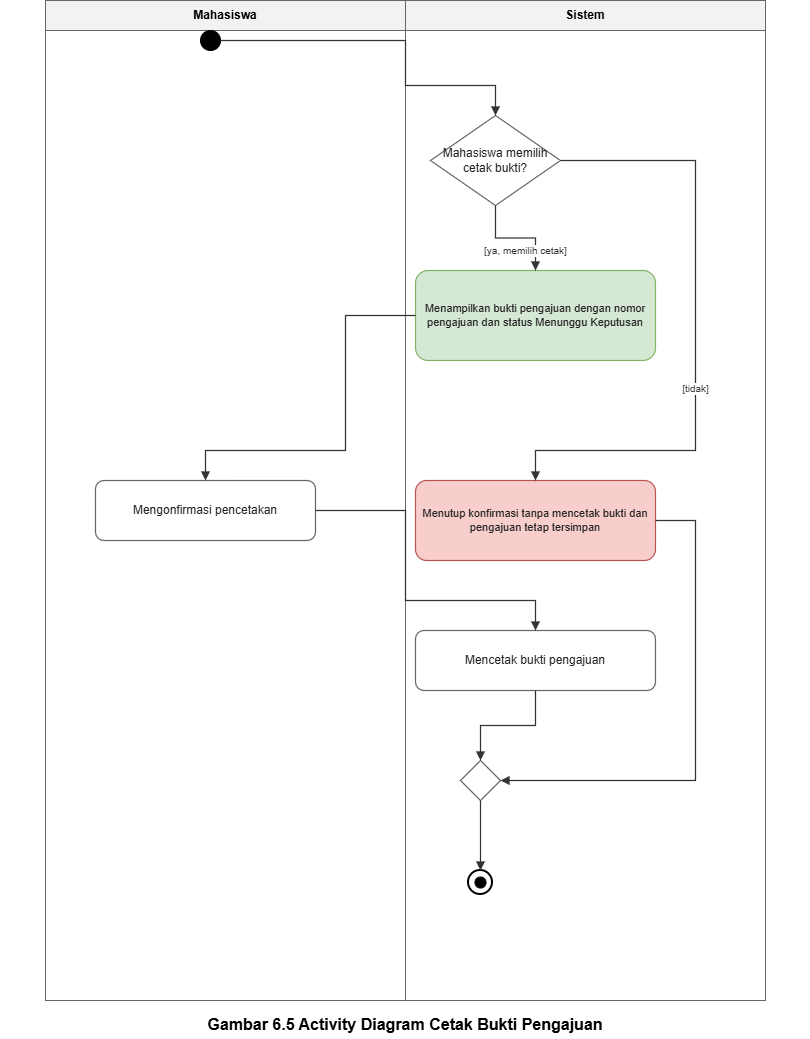 Mahasiswa
Sistem
Mahasiswa memilih
cetak bukti?
[ya, memilih cetak]
Menampilkan bukti pengajuan dengan nomor
pengajuan dan status Menunggu Keputusan
[tidak]
Mengonfirmasi pencetakan
Menutup konfirmasi tanpa mencetak bukti dan
pengajuan tetap tersimpan
Mencetak bukti pengajuan
Gambar 6.5 Activity Diagram Cetak Bukti Pengajuan